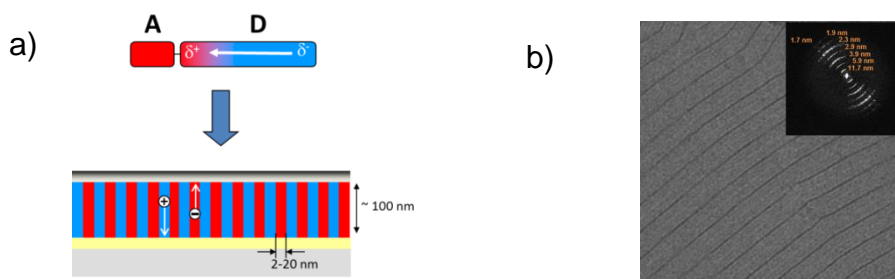 a)
A D
δ+ δ-
+
−
~ 100 nm
2-20 nm
b)
1.9 nm
1.7 nm 2.3 nm
2.9 nm
3.9 nm
5.9 nm
11.7 nm